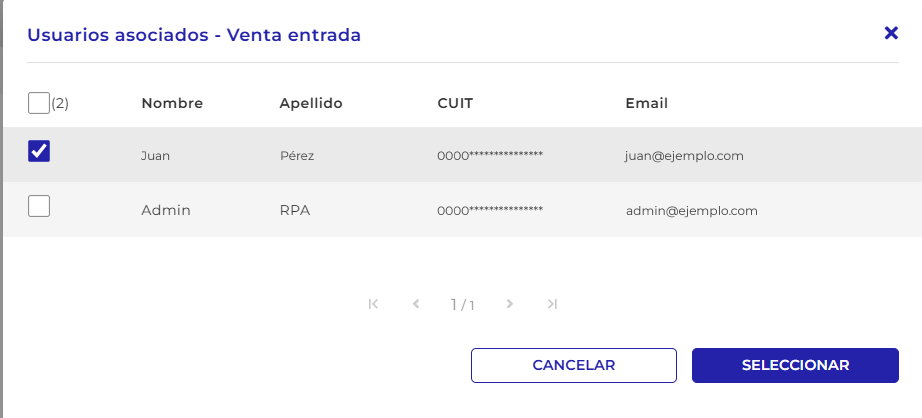 Usuarios asociados - Venta entrada
(2) Nombre Apellido CUIT Email
Juan Pérez 0000*************** juan@ejemplo.com
Admin RPA 0000*************** admin@ejemplo.com
1 / 1
CANCELAR SELECCIONAR